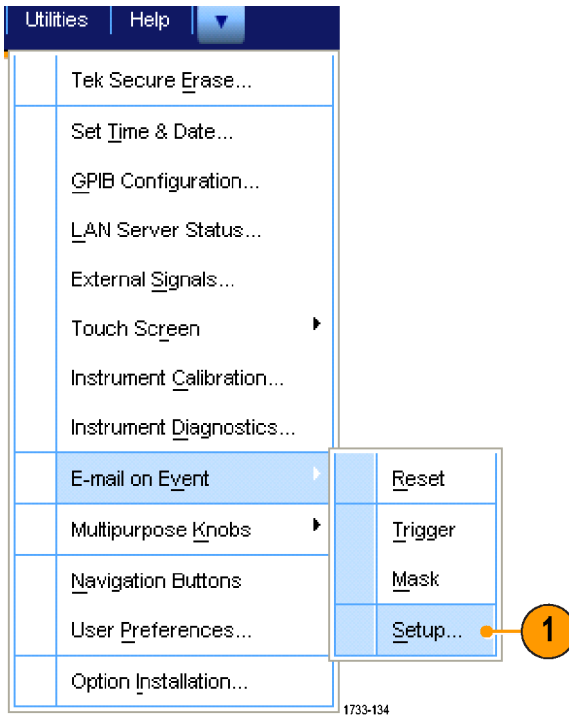 Utilities Help
Tek Secure Erase...
Set Time & Date...
GPIB Configuration...
LAN Server Status...
External Signals...
Touch Screen
Instrument Calibration...
Instrument Diagnostics...
E-mail on Event
Reset
Multipurpose Knobs
Trigger
Navigation Buttons
Mask
User Preferences...
Setup...
1
Option Installation...
1733-134